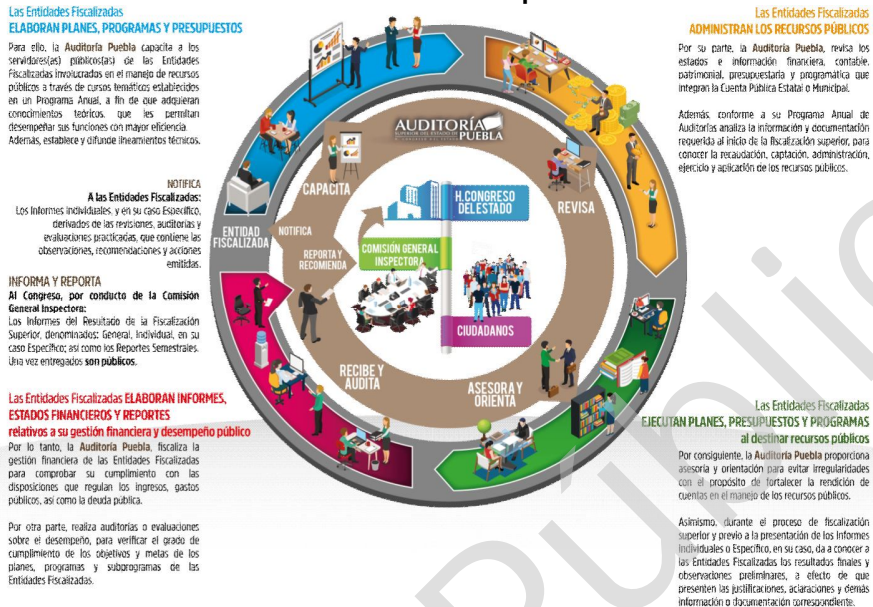 Las Entidades Fiscalizadas
ELABORAN PLANES, PROGRAMAS Y PRESUPUESTOS
Para ello, la Auditoría Puebla capacita a los
servidores(as) públicos(as) de las Entidades
Fiscalizadas involucradas en el manejo de recursos
públicos a través de cursos temáticos establecidos
en un Programa Anual, a fin de que adquieran
conocimientos teóricos, que les permitan
desempeñar sus funciones con mayor eficiencia.
Además, establece y difunde lineamientos técnicos.
NOTIFICA
A las Entidades Fiscalizadas:
Los Informes Individuales, y en su caso Específico,
derivados de las revisiones, auditorías y
evaluaciones practicadas, que contiene las
observaciones, recomendaciones y acciones
emitidas.
INFORMA Y REPORTA
Al Congreso, por conducto de la Comisión
General Inspectora:
Los Informes del Resultado de la Fiscalización
Superior, denominados: General, Individual, en su
caso Específico; así como los Reportes Semestrales.
Una vez entregados son públicos.
Las Entidades Fiscalizadas ELABORAN INFORMES,
ESTADOS FINANCIEROS Y REPORTES
relativos a su gestión financiera y desempeño público
Por lo tanto, la Auditoría Puebla, fiscaliza la
gestión financiera de las Entidades Fiscalizadas
para comprobar su cumplimiento con las
disposiciones que regulan los ingresos, gastos
públicos, así como la deuda pública.
Por otra parte, realiza auditorías o evaluaciones
sobre el desempeño, para verificar el grado de
cumplimiento de los objetivos y metas de los
planes, programas y subprogramas de las
Entidades Fiscalizadas.
AUDITORÍA
PUEBLA
CAPACITA
REVISA
ENTIDAD
FISCALIZADA
NOTIFICA
REPORTA Y
RECOMIENDA
H. CONGRESO
DEL ESTADO
COMISIÓN GENERAL
INSPECTORA
CIUDADANOS
RECIBE Y
AUDITA
ASESORA Y
ORIENTA
Las Entidades Fiscalizadas
ADMINISTRAN LOS RECURSOS PÚBLICOS
Por su parte, la Auditoría Puebla, revisa los
estados e información financiera, contable,
patrimonial, presupuestaria y programática que
integran la Cuenta Pública Estatal o Municipal.
Además, conforme a su Programa Anual de
Auditorías analiza la información y documentación
requerida al inicio de la fiscalización superior, para
conocer la recaudación, captación, administración,
ejercicio y aplicación de los recursos públicos.
Las Entidades Fiscalizadas
EJECUTAN PLANES, PRESUPUESTOS Y PROGRAMAS
al destinar recursos públicos
Por consiguiente, la Auditoría Puebla proporciona
asesoría y orientación para evitar irregularidades
con el propósito de fortalecer la rendición de
cuentas en el manejo de los recursos públicos.
Asimismo, durante el proceso de fiscalización
superior y previo a la presentación de los Informes
Individuales o Específico, en su caso, da a conocer a
las Entidades Fiscalizadas los resultados finales y
observaciones preliminares, a efecto de que
presenten las justificaciones, aclaraciones y demás
información o documentación correspondiente.